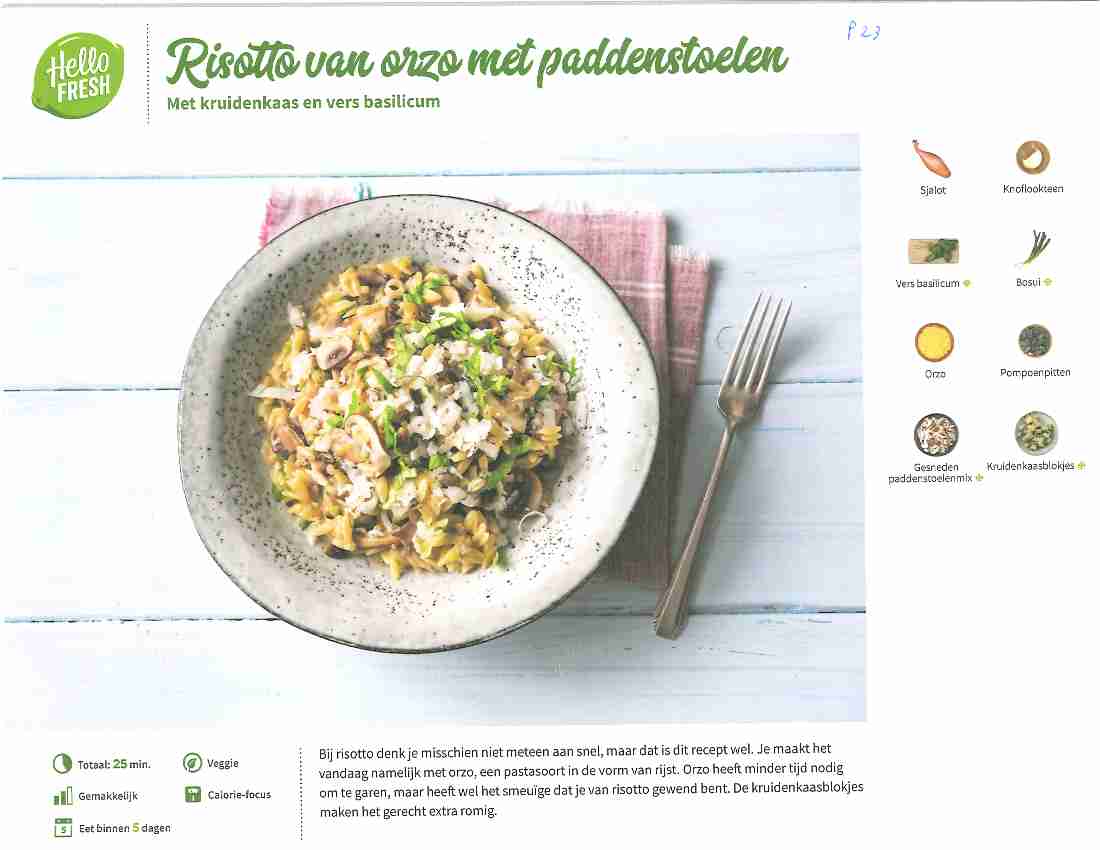 P 23
Hello
FRESH
Risotto van orzo met paddenstoelen
Met kruidenkaas en vers basilicum
Sjalot
Knoflookteen
Vers basilicum
Bosui
Orzo
Pompoenpitten
Gesneden
paddenstoelenmix
Kruidenkaasblokjes
Totaal: 25 min.
Veggie
Gemakkelijk
Calorie-focus
5
Eet binnen 5 dagen
Bij risotto denk je misschien niet meteen aan snel, maar dat is dit recept wel. Je maakt het
vandaag namelijk met orzo, een pastasoort in de vorm van rijst. Orzo heeft minder tijd nodig
om te garen, maar heeft wel het smeuïge dat je van risotto gewend bent. De kruidenkaasblokjes
maken het gerecht extra romig.